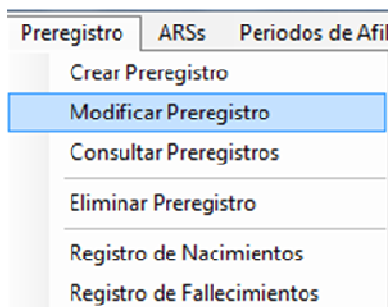 Preregistro ARSs Periodos de Afil
Crear Preregistro
Modificar Preregistro
Consultar Preregistros
Eliminar Preregistro
Registro de Nacimientos
Registro de Fallecimientos